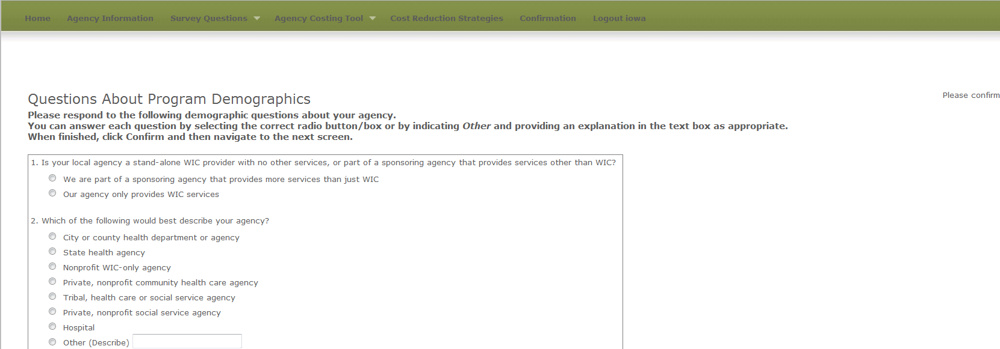 Home Agency Information Survey Questions Agency Costing Tool Cost Reduction Strategies Confirmation Logout iowa
Questions About Program Demographics
Please confirm
Please respond to the following demographic questions about your agency.
You can answer each question by selecting the correct radio button/box or by indicating Other and providing an explanation in the text box as appropriate.
When finished, click Confirm and then navigate to the next screen.
1. Is your local agency a stand-alone WIC provider with no other services, or part of a sponsoring agency that provides services other than WIC?
We are part of a sponsoring agency that provides more services than just WIC
Our agency only provides WIC services
2. Which of the following would best describe your agency?
City or county health department or agency
State health agency
Nonprofit WIC-only agency
Private, nonprofit community health care agency
Tribal, health care or social service agency
Private, nonprofit social service agency
Hospital
Other (Describe)